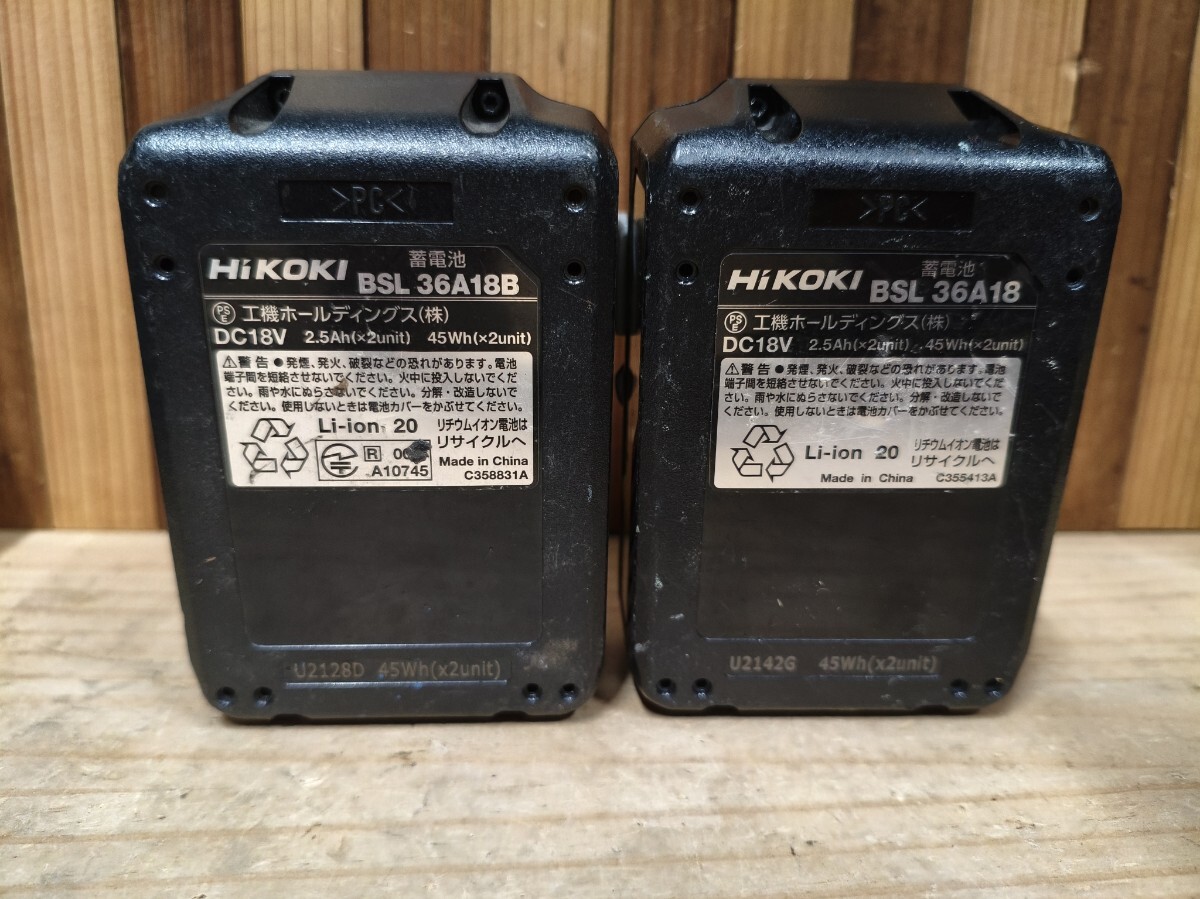 >PC<
HiKOKI 蓄電池
BSL 36A18B
PS E 工機ホールディングス(株)
DC18V 2.5Ah(×2unit) 45Wh(×2unit)
⚠警告 ●発煙、発火、破裂などの恐れがあります。電池
端子間を短絡させないでください。火中に投入しないでくだ
さい。雨や水にぬらさないでください。分解・改造しないで
ください。使用しないときは電池カバーをかぶせてください。
Li-ion 20 リチウムイオン電池は
リサイクルへ
R
A10745
Made in China
C358831A
U2128D 45Wh(x2unit)
>PC<
HiKOKI 蓄電池
BSL 36A18
PS E 工機ホールディングス(株)
DC18V 2.5Ah(×2unit) 45Wh(×2unit)
⚠警告 ●発煙、発火、破裂などの恐れがあります。電池
端子間を短絡させないでください。火中に投入しないでくだ
さい。雨や水にぬらさないでください。分解・改造しないで
ください。使用しないときは電池カバーをかぶせてください。
Li-ion 20 リチウムイオン電池は
リサイクルへ
Made in China C355413A
U2142G 45Wh(x2unit)